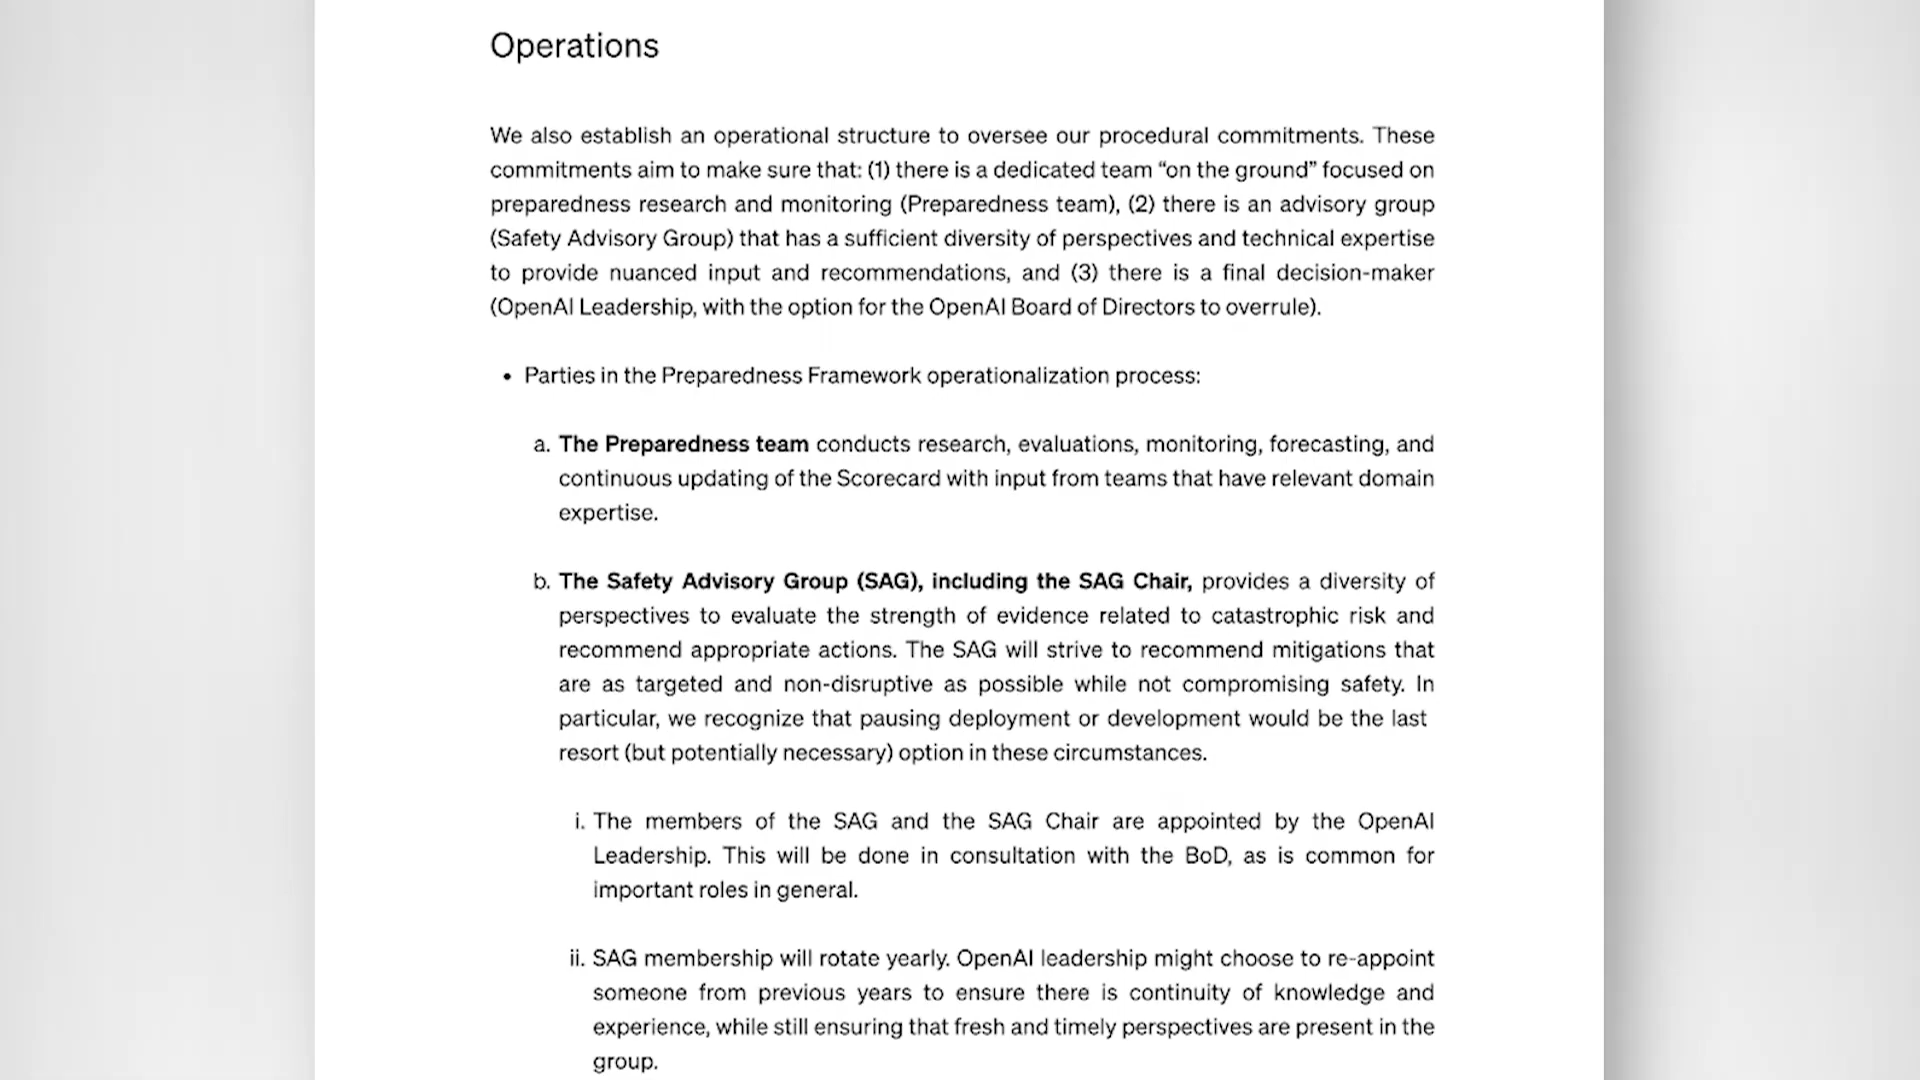 Operations
We also establish an operational structure to oversee our procedural commitments. These
commitments aim to make sure that: (1) there is a dedicated team “on the ground” focused on
preparedness research and monitoring (Preparedness team), (2) there is an advisory group
(Safety Advisory Group) that has a sufficient diversity of perspectives and technical expertise
to provide nuanced input and recommendations, and (3) there is a final decision-maker
(OpenAI Leadership, with the option for the OpenAI Board of Directors to overrule).
• Parties in the Preparedness Framework operationalization process:
a. The Preparedness team conducts research, evaluations, monitoring, forecasting, and
continuous updating of the Scorecard with input from teams that have relevant domain
expertise.
b. The Safety Advisory Group (SAG), including the SAG Chair, provides a diversity of
perspectives to evaluate the strength of evidence related to catastrophic risk and
recommend appropriate actions. The SAG will strive to recommend mitigations that
are as targeted and non-disruptive as possible while not compromising safety. In
particular, we recognize that pausing deployment or development would be the last
resort (but potentially necessary) option in these circumstances.
i. The members of the SAG and the SAG Chair are appointed by the OpenAI
Leadership. This will be done in consultation with the BoD, as is common for
important roles in general.
ii. SAG membership will rotate yearly. OpenAI leadership might choose to re-appoint
someone from previous years to ensure there is continuity of knowledge and
experience, while still ensuring that fresh and timely perspectives are present in the
group.